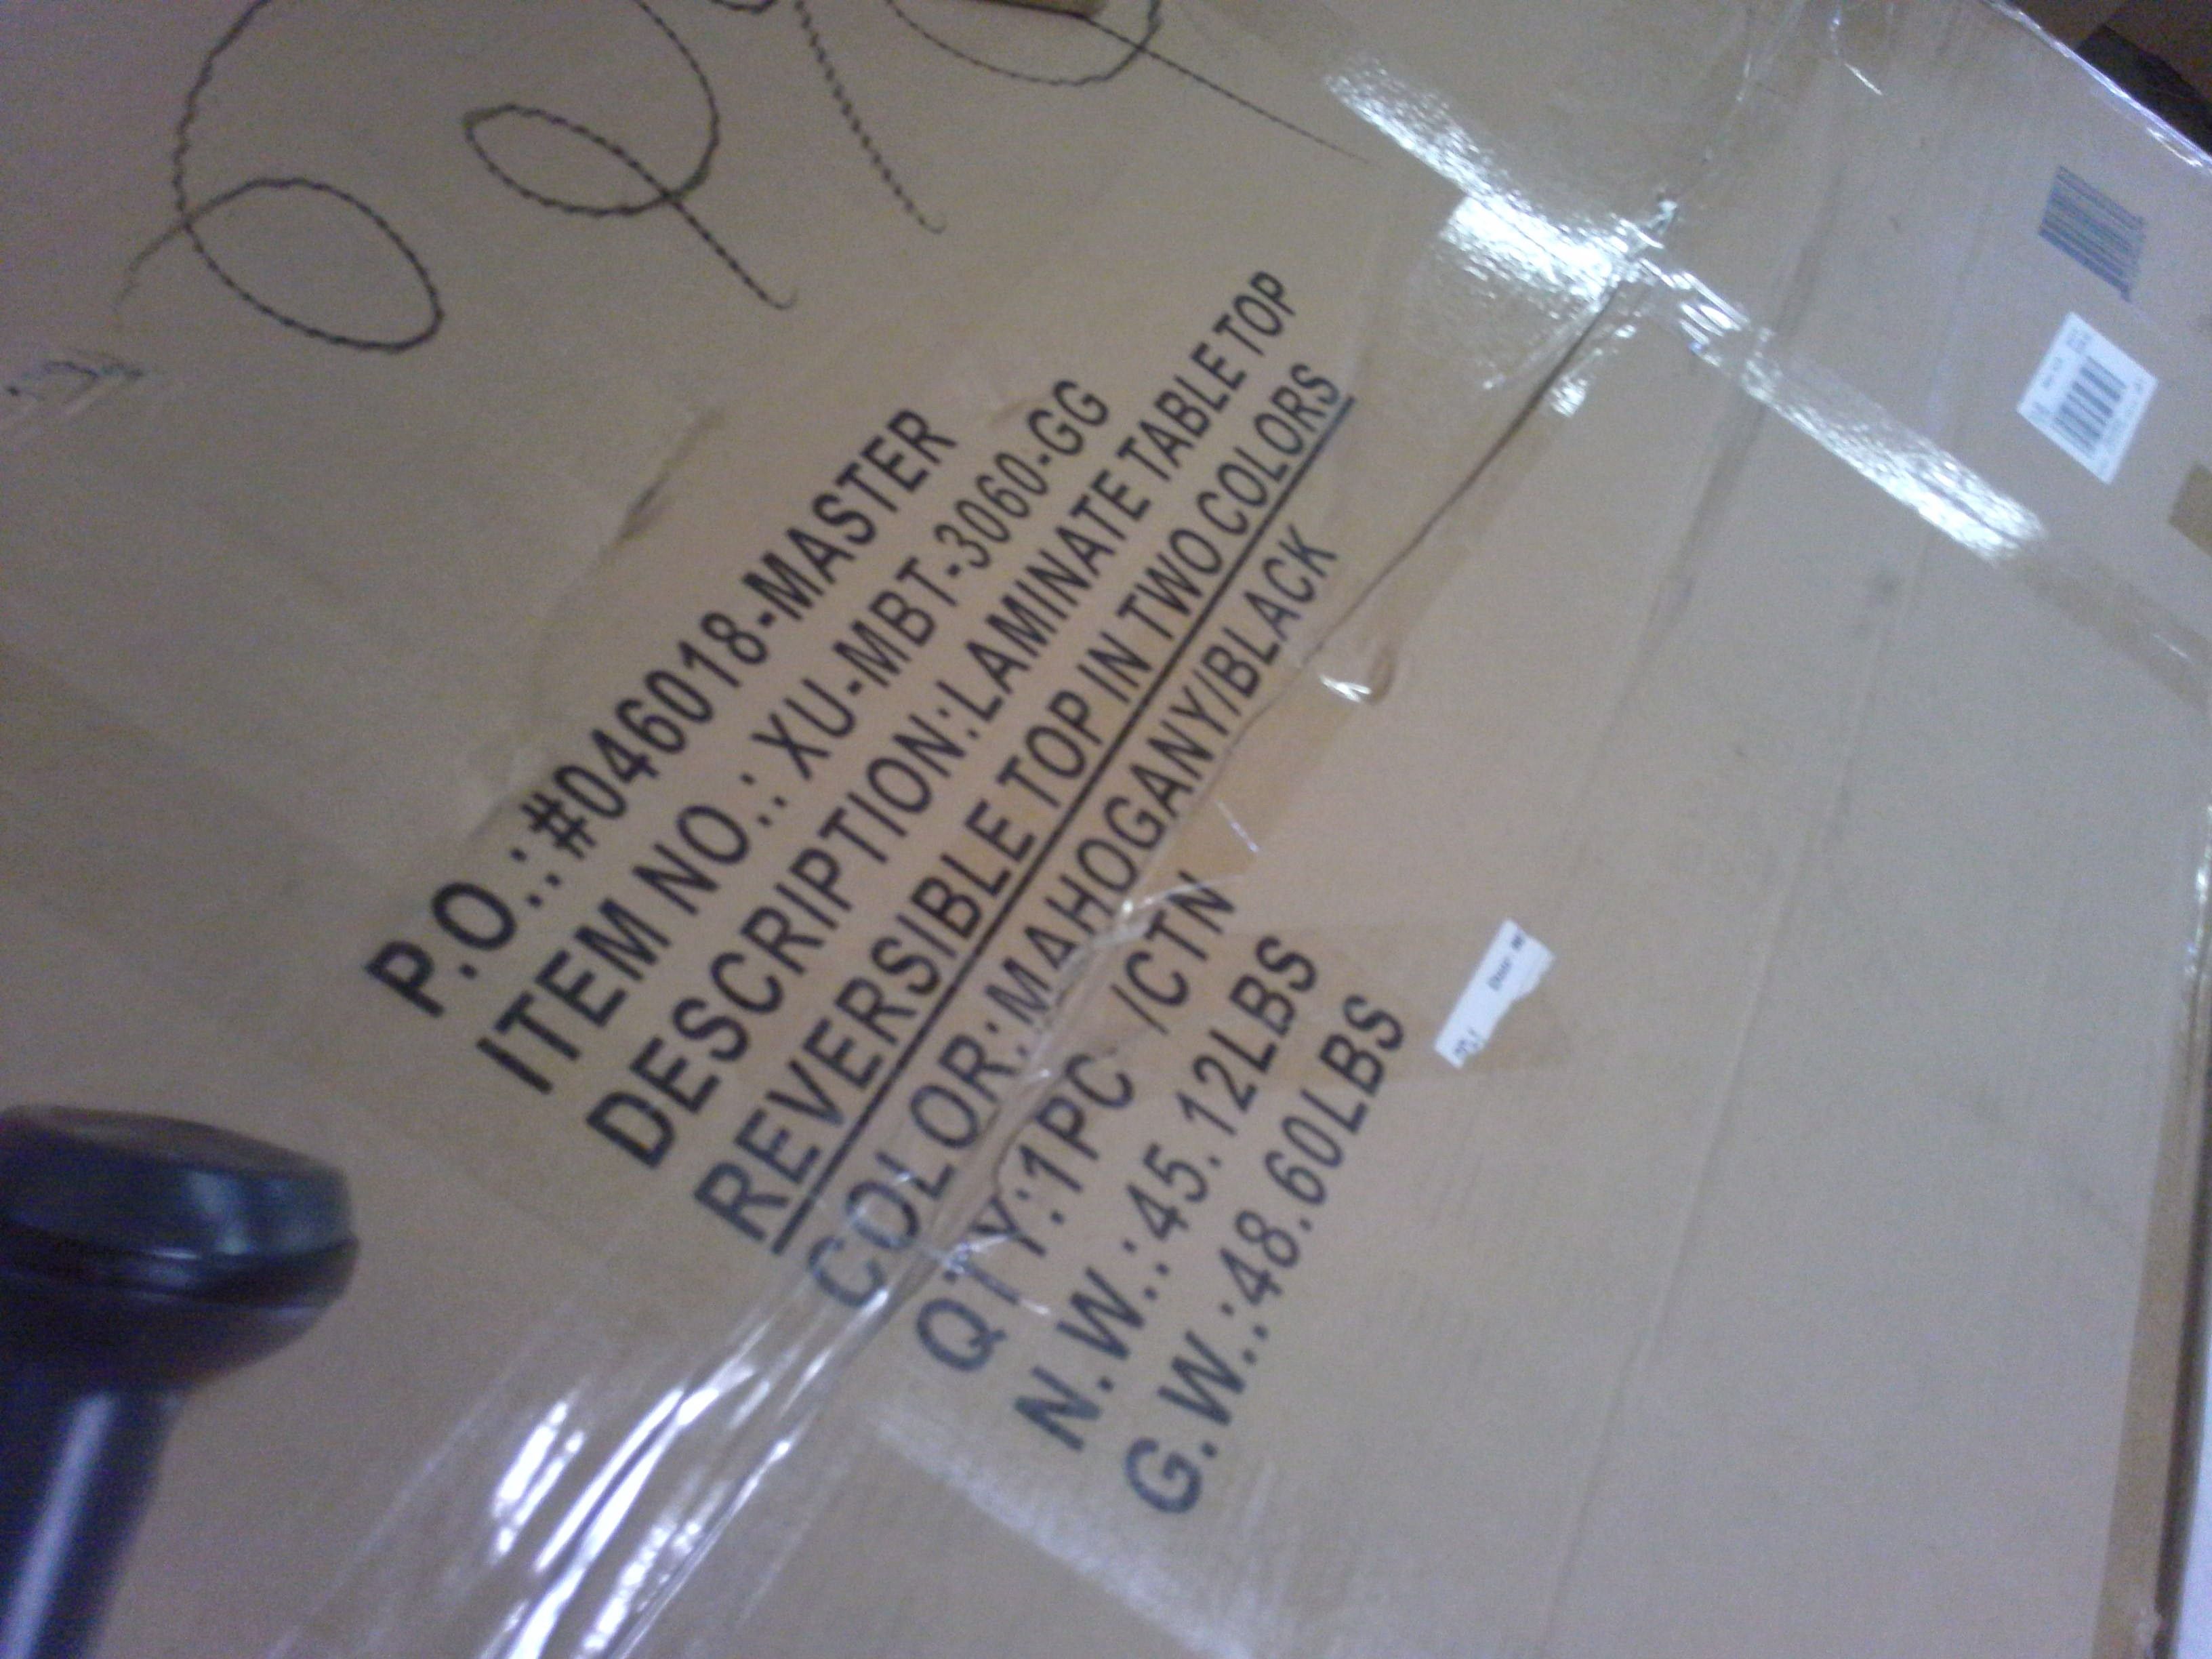 P.O.:#046018-MASTER
ITEM NO.: XU-MBT-3060-GG
DESCRIPTION:LAMINATE TABLE TOP
REVERSIBLE TOP IN TWO COLORS
COLOR:MAHOGANY/BLACK
QTY:1PC /CTN
N.W.:45.12LBS
G.W.:48.60LBS